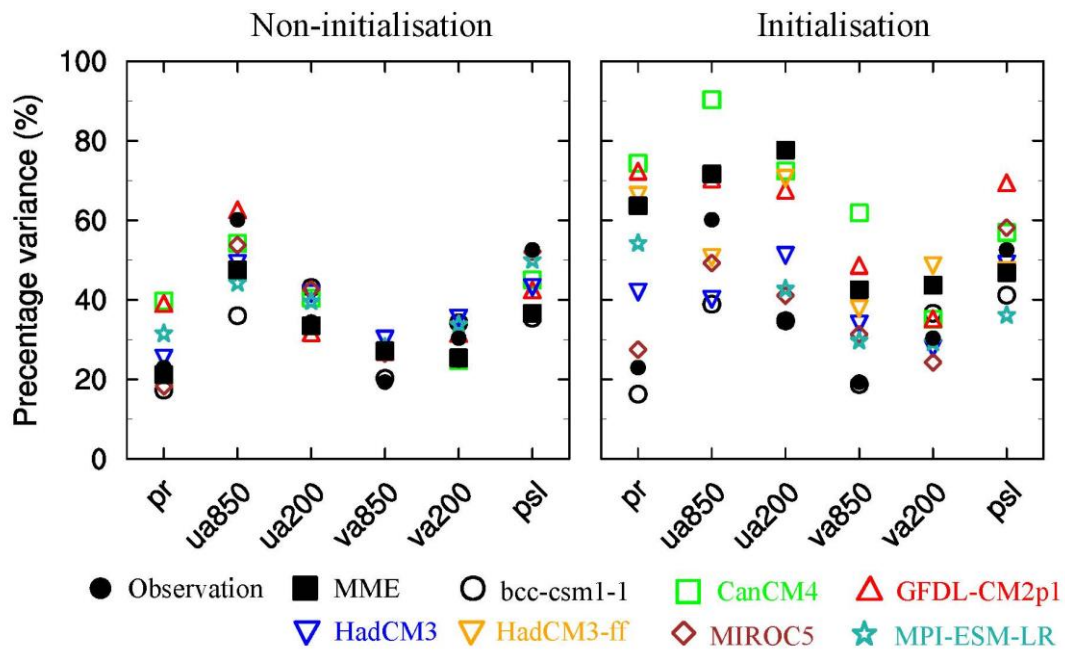 Non-initialisation Initialisation
Precentage variance (%)
100
80
60
40
20
0
pr ua850 ua200 va850 va200 psl pr ua850 ua200 va850 va200 psl
Observation MME bcc-csm1-1 CanCM4 GFDL-CM2p1
HadCM3 HadCM3-ff MIROC5 MPI-ESM-LR